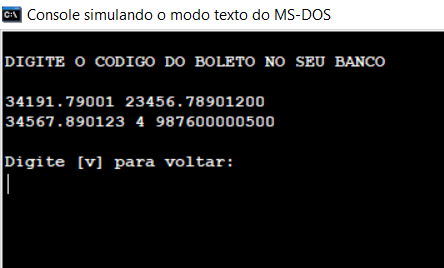 Console simulando o modo texto do MS-DOS
DIGITE O CODIGO DO BOLETO NO SEU BANCO
34191.79001 23456.78901200
34567.890123 4 987600000500
Digite [v] para voltar: